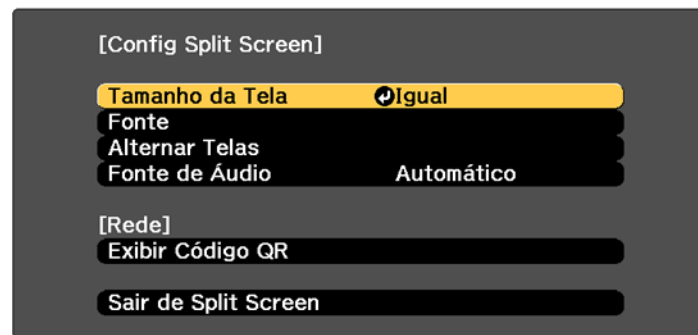 [Config Split Screen]
Tamanho da Tela Igual
Fonte
Alternar Telas
Fonte de Áudio Automático
[Rede]
Exibir Código QR
Sair de Split Screen